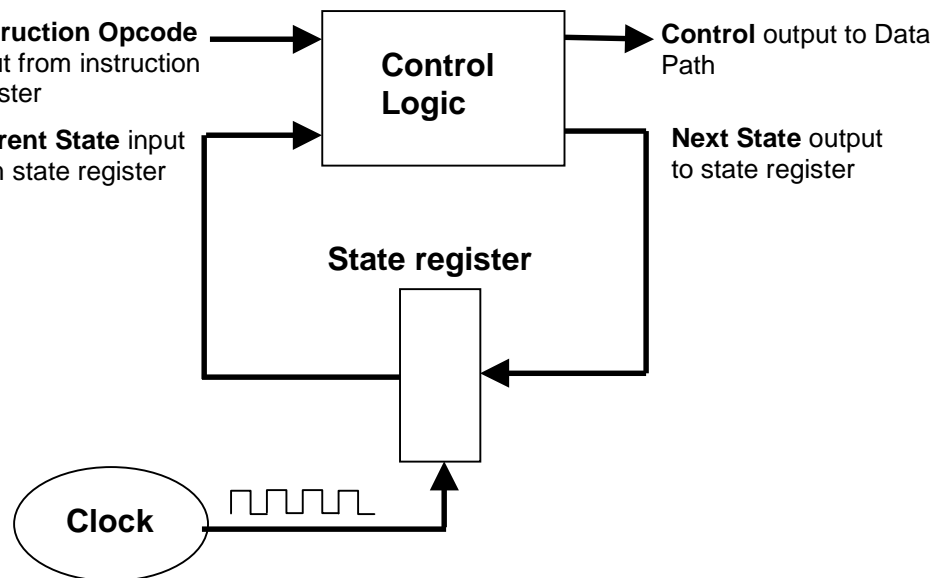 ruction Opcode
ut from instruction
ster
rent State input
n state register
Control
Logic
Control output to Data
Path
Next State output
to state register
State register
Clock